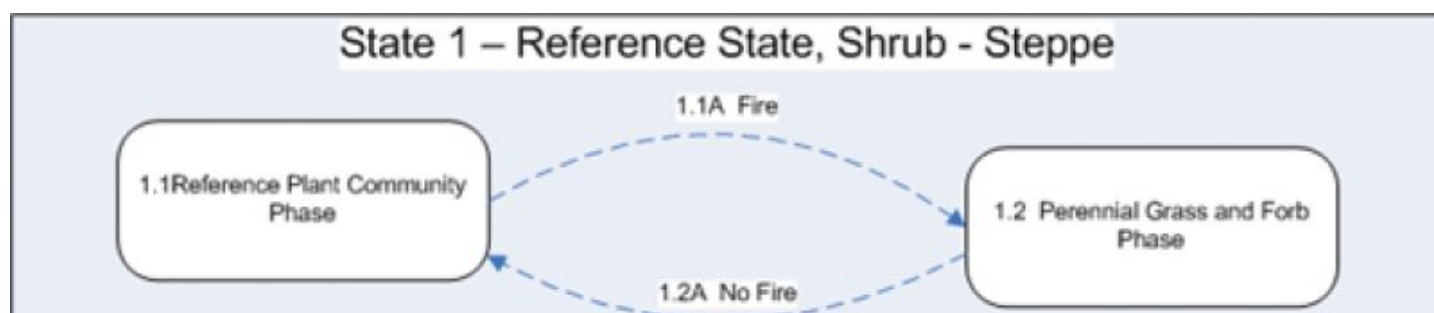 State 1 – Reference State, Shrub - Steppe
1.1A Fire
1.1Reference Plant Community
Phase
1.2 Perennial Grass and Forb
Phase
1.2A No Fire